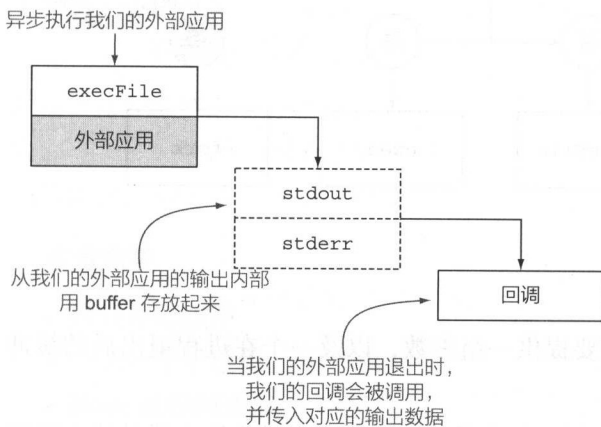 异步执行我们的外部应用
execFile
外部应用
stdout
stderr
从我们的外部应用的输出内部
用 buffer 存放起来
回调
当我们的外部应用退出时，
我们的回调会被调用，
并传入对应的输出数据